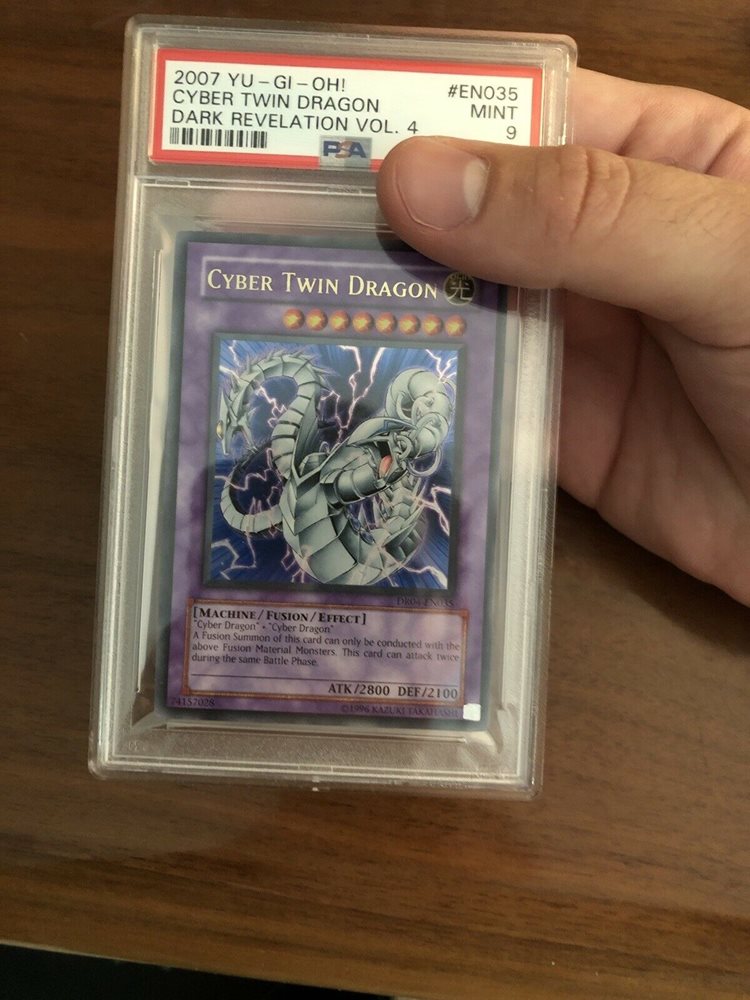 2007 YU-GI-OH! #EN035
CYBER TWIN DRAGON MINT
DARK REVELATION VOL. 4 9
PSA
CYBER TWIN DRAGON 光
DR04-EN035
[MACHINE/FUSION/EFFECT]
"Cyber Dragon" + "Cyber Dragon"
A Fusion Summon of this card can only be conducted with the
above Fusion Material Monsters. This card can attack twice
during the same Battle Phase.
ATK/2800 DEF/2100
74157028 ©1996 KAZUKI TAKAHASHI